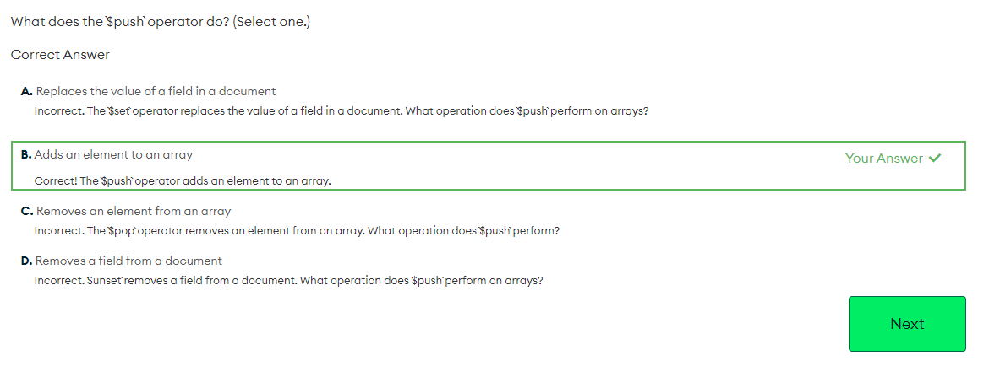 What does the `$push` operator do? (Select one.)
Correct Answer
A. Replaces the value of a field in a document
Incorrect. The `$set` operator replaces the value of a field in a document. What operation does `$push` perform on arrays?
B. Adds an element to an array
Your Answer ✔
Correct! The `$push` operator adds an element to an array.
C. Removes an element from an array
Incorrect. The `$pop` operator removes an element from an array. What operation does `$push` perform?
D. Removes a field from a document
Incorrect. `$unset` removes a field from a document. What operation does `$push` perform on arrays?
Next